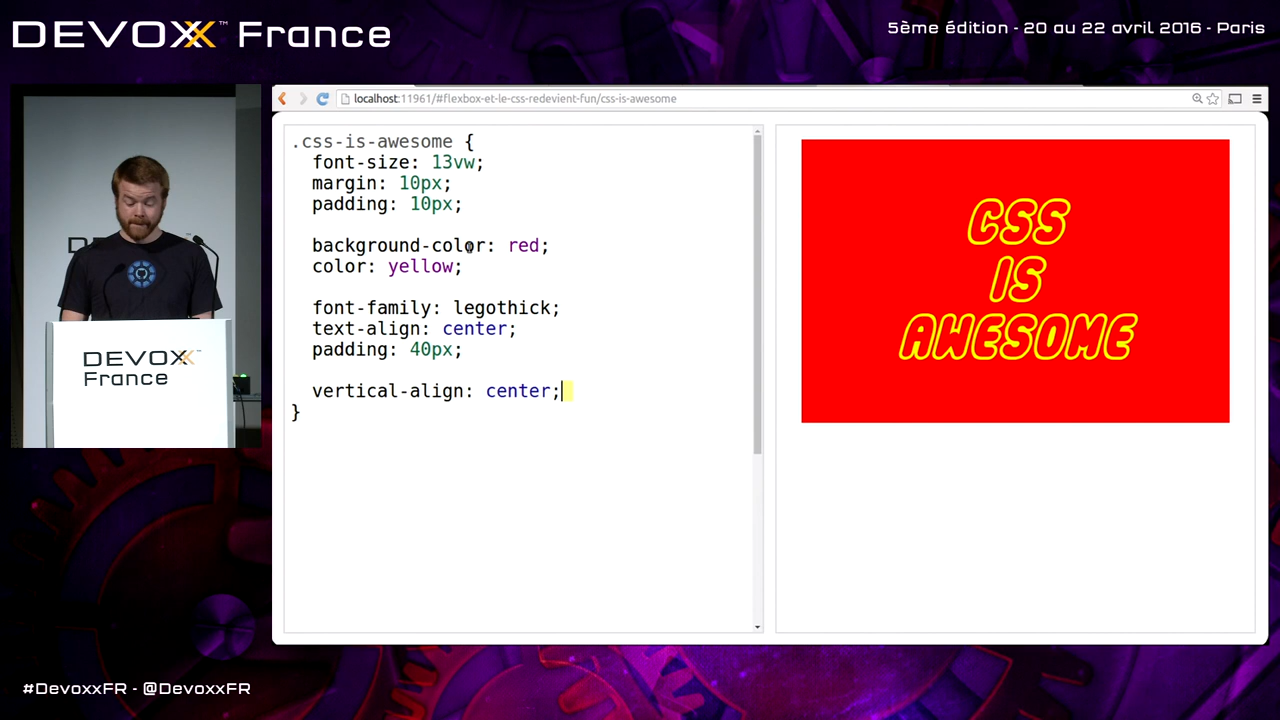 DEVOXX™ France
5ème édition - 20 au 22 avril 2016 - Paris
localhost:11961/#flexbox-et-le-css-redevient-fun/css-is-awesome
.css-is-awesome {
font-size: 13vw;
margin: 10px;
padding: 10px;
background-color: red;
color: yellow;
font-family: legothick;
text-align: center;
padding: 40px;
vertical-align: center;
}
CSS
IS
AWESOME
DEVOXX™
France
#DevoxxFR - @DevoxxFR